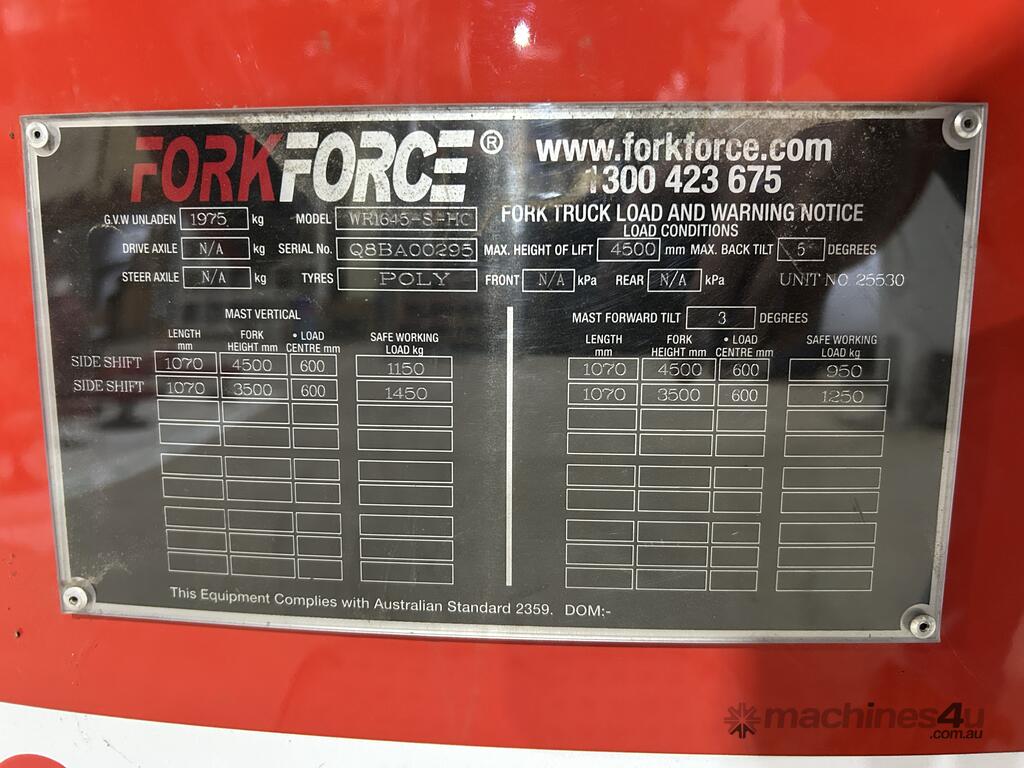 FORKFORCE®
www.forkforce.com
1300 423 675
G.V.W UNLADEN 1975 kg MODEL WR1645-S-HC
FORK TRUCK LOAD AND WARNING NOTICE
LOAD CONDITIONS
DRIVE AXILE N/A kg SERIAL No. Q8BA00295 MAX. HEIGHT OF LIFT 4500 mm MAX. BACK TILT 5 DEGREES
STEER AXILE N/A kg TYRES POLY FRONT N/A kPa REAR N/A kPa UNIT NO. 25530
MAST VERTICAL
LENGTH mm FORK HEIGHT mm • LOAD CENTRE mm SAFE WORKING LOAD kg
SIDE SHIFT 1070 4500 600 1150
SIDE SHIFT 1070 3500 600 1450
MAST FORWARD TILT 3 DEGREES
LENGTH mm FORK HEIGHT mm • LOAD CENTRE mm SAFE WORKING LOAD kg
1070 4500 600 950
1070 3500 600 1250
This Equipment Complies with Australian Standard 2359. DOM:-
machines4u
.com.au